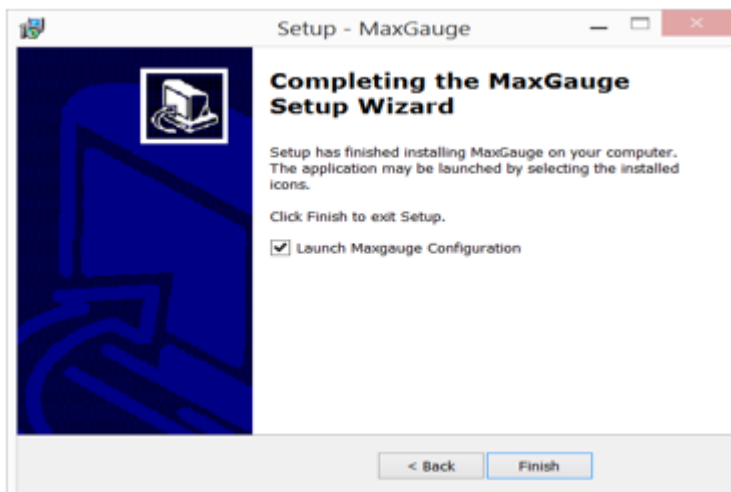 Setup - MaxGauge
Completing the MaxGauge
Setup Wizard
Setup has finished installing MaxGauge on your computer.
The application may be launched by selecting the installed
icons.
Click Finish to exit Setup.
Launch Maxgauge Configuration
< Back
Finish